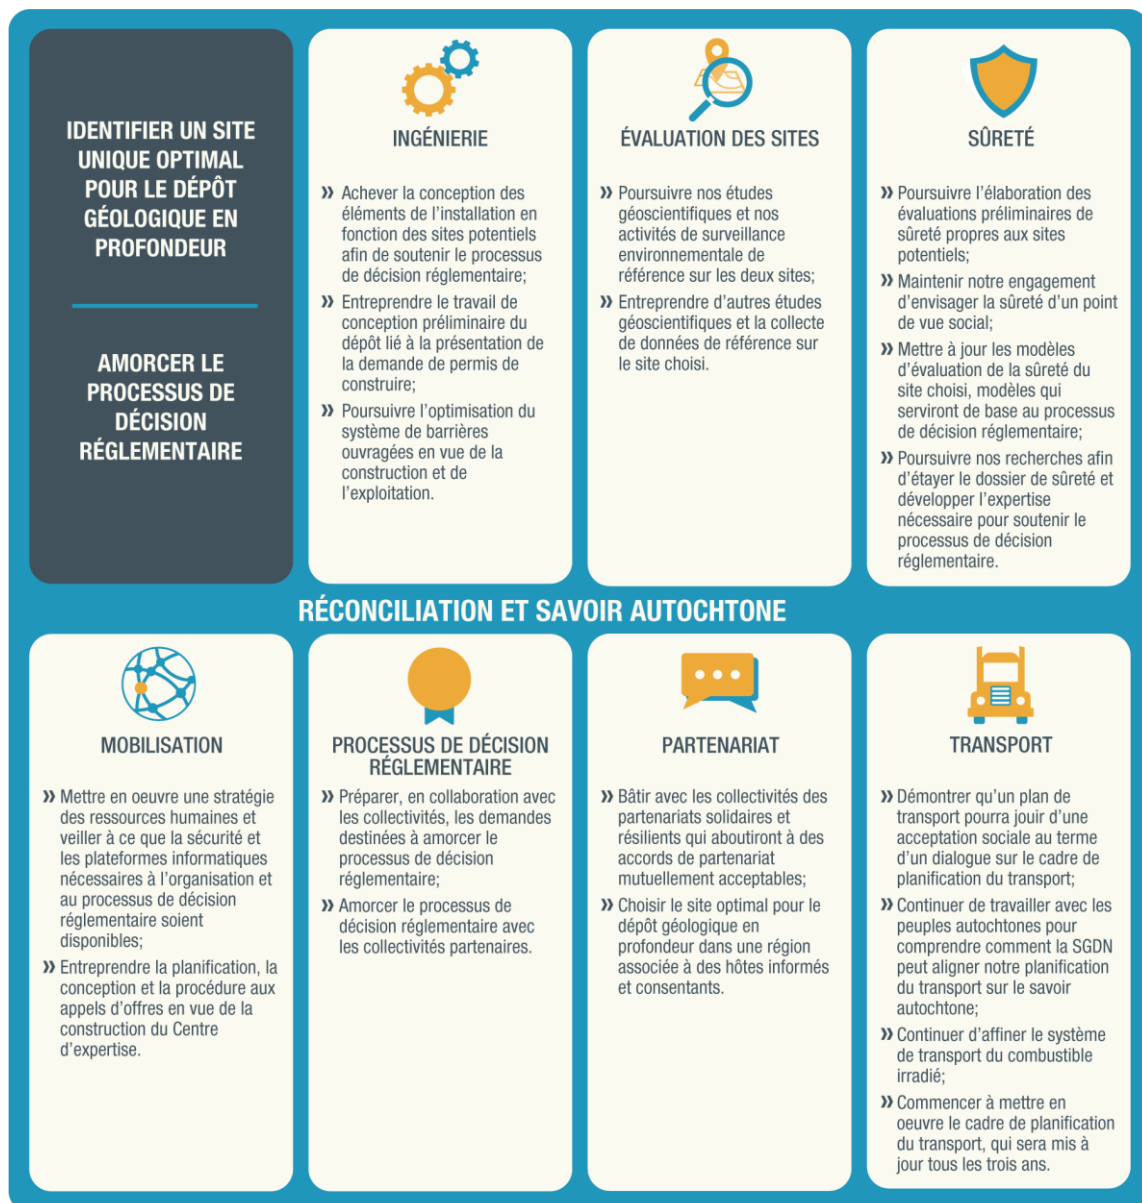 IDENTIFIER UN SITE
UNIQUE OPTIMAL
POUR LE DÉPÔT
GÉOLOGIQUE EN
PROFONDEUR
AMORCER LE
PROCESSUS DE
DÉCISION
RÉGLEMENTAIRE
INGÉNIERIE
» Achever la conception des
éléments de l'installation en
fonction des sites potentiels
afin de soutenir le processus
de décision réglementaire;
» Entreprendre le travail de
conception préliminaire du
dépôt lié à la présentation de
la demande de permis de
construire;
» Poursuivre l'optimisation du
système de barrières
ouvragées en vue de la
construction et de
l'exploitation.
ÉVALUATION DES SITES
» Poursuivre nos études
géoscientifiques et nos
activités de surveillance
environnementale de
référence sur les deux sites;
» Entreprendre d'autres études
géoscientifiques et la collecte
de données de référence sur
le site choisi.
SÛRETÉ
» Poursuivre l'élaboration des
évaluations préliminaires de
sûreté propres aux sites
potentiels;
» Maintenir notre engagement
d'envisager la sûreté d'un point
de vue social;
» Mettre à jour les modèles
d'évaluation de la sûreté du
site choisi, modèles qui
serviront de base au processus
de décision réglementaire;
» Poursuivre nos recherches afin
d'étayer le dossier de sûreté et
développer l'expertise
nécessaire pour soutenir le
processus de décision
réglementaire.
RÉCONCILIATION ET SAVOIR AUTOCHTONE
MOBILISATION
» Mettre en oeuvre une stratégie
des ressources humaines et
veiller à ce que la sécurité et
les plateformes informatiques
nécessaires à l'organisation et
au processus de décision
réglementaire soient
disponibles;
» Entreprendre la planification, la
conception et la procédure aux
appels d'offres en vue de la
construction du Centre
d'expertise.
PROCESSUS DE DÉCISION
RÉGLEMENTAIRE
» Préparer, en collaboration avec
les collectivités, les demandes
destinées à amorcer le
processus de décision
réglementaire;
» Amorcer le processus de
décision réglementaire avec
les collectivités partenaires.
PARTENARIAT
» Bâtir avec les collectivités des
partenariats solidaires et
résilients qui aboutiront à des
accords de partenariat
mutuellement acceptables;
» Choisir le site optimal pour le
dépôt géologique en
profondeur dans une région
associée à des hôtes informés
et consentants.
TRANSPORT
» Démontrer qu'un plan de
transport pourra jouir d'une
acceptation sociale au terme
d'un dialogue sur le cadre de
planification du transport;
» Continuer de travailler avec les
peuples autochtones pour
comprendre comment la SGDN
peut aligner notre planification
du transport sur le savoir
autochtone;
» Continuer d'affiner le système
de transport du combustible
irradié;
» Commencer à mettre en
oeuvre le cadre de planification
du transport, qui sera mis à
jour tous les trois ans.